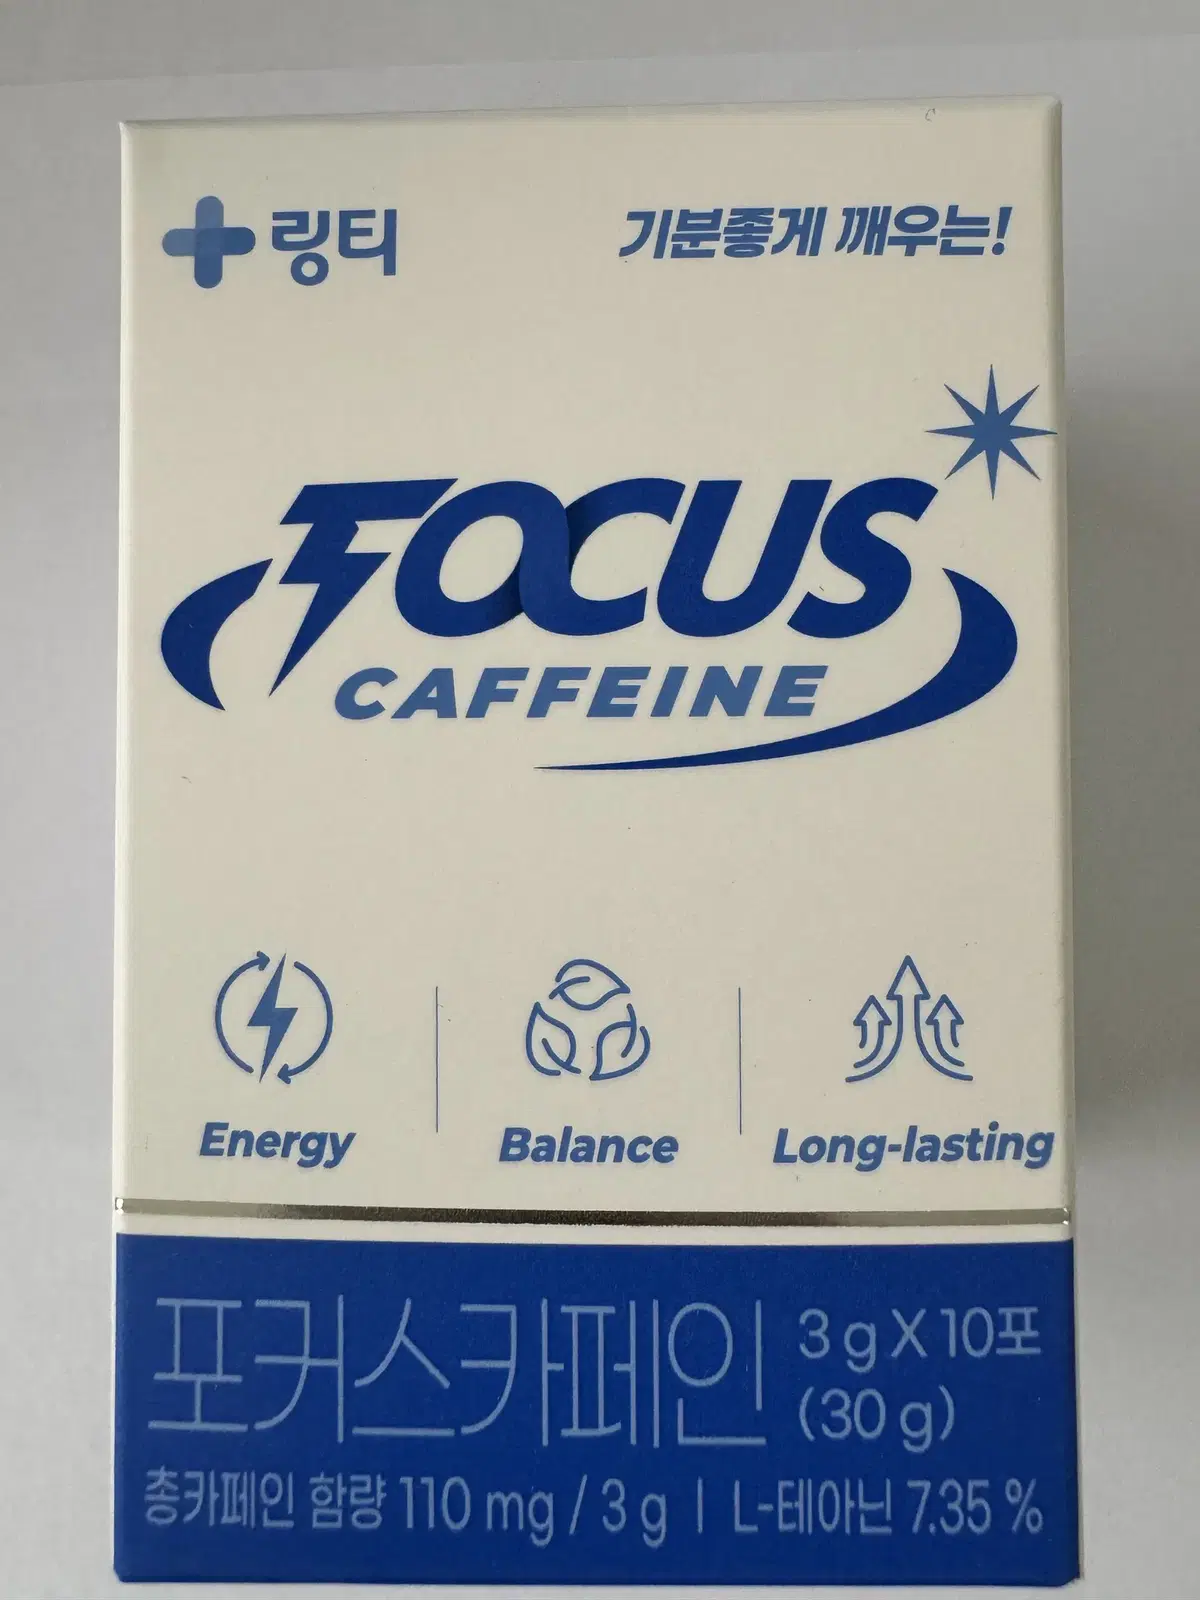 링티
기분좋게 깨우는!
FOCUS
CAFFEINE
Energy
Balance
Long-lasting
포커스카페인
3 g X 10포
(30 g)
총카페인 함량 110 mg / 3 g | L-테아닌 7.35 %